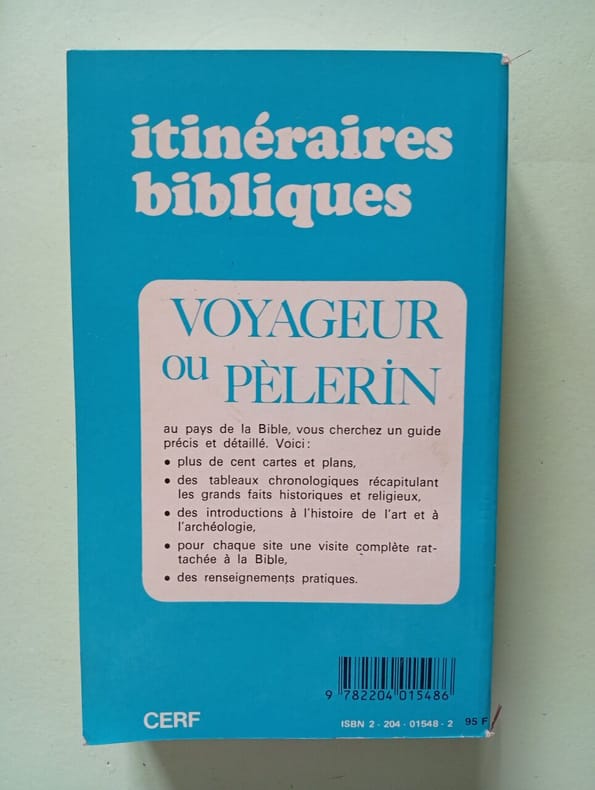 itinéraires
bibliques
VOYAGEUR
ou PÈLERİN
au pays de la Bible, vous cherchez un guide
précis et détaillé. Voici :
• plus de cent cartes et plans,
• des tableaux chronologiques récapitulant
les grands faits historiques et religieux,
• des introductions à l'histoire de l'art et à
l'archéologie,
• pour chaque site une visite complète rat-
tachée à la Bible,
• des renseignements pratiques.
9 782204 015486
CERF
ISBN 2 - 204 - 01548 - 2 95 F